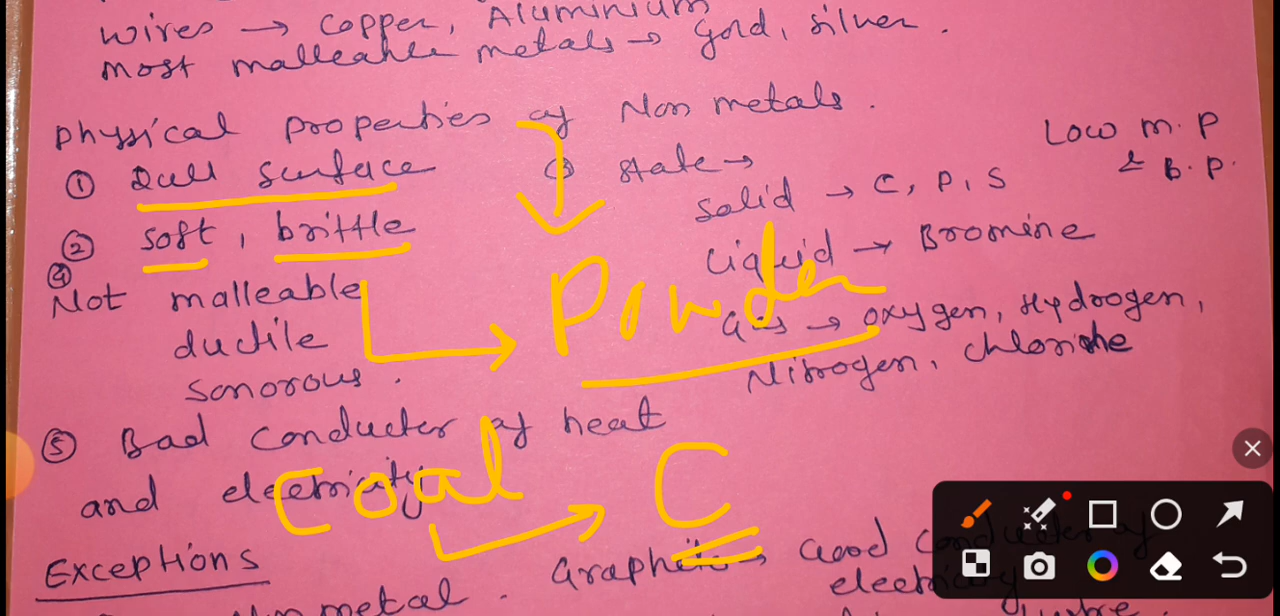 wires → copper, Aluminium
most malleable metals → gold, silver.
Physical properties of Non metals.
① Dull surface
② soft, brittle
④
Not malleable
ductile
sonorous.
⑤ Bad conductor of heat
and electricity
③ state →
solid → C, P, S
liquid → Bromine
Gas → oxygen, Hydrogen,
Nitrogen, chlorine
Low m.p
& B.P.
Powder
Coal → C
Exceptions
Non metal. Graphite → Good conductor of
electricity